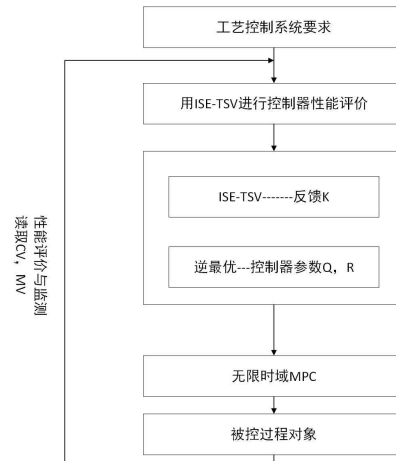 工艺控制系统要求
用ISE-TSV进行控制器性能评价
ISE-TSV-------反馈K
逆最优---控制器参数Q，R
性能评价与监测
读取CV，MV
无限时域MPC
被控过程对象